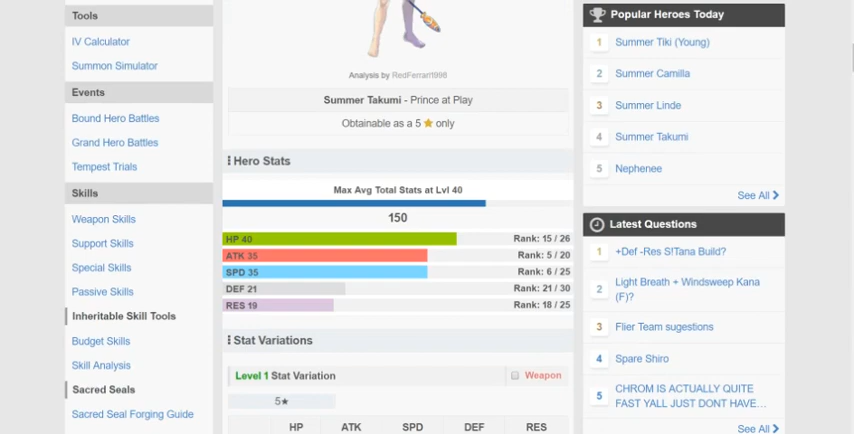 Tools
IV Calculator
Summon Simulator
Events
Bound Hero Battles
Grand Hero Battles
Tempest Trials
Skills
Weapon Skills
Support Skills
Special Skills
Passive Skills
Inheritable Skill Tools
Budget Skills
Skill Analysis
Sacred Seals
Sacred Seal Forging Guide
Analysis by RedFerrari1998
Summer Takumi - Prince at Play
Obtainable as a 5 ★ only
Hero Stats
Max Avg Total Stats at Lvl 40
150
HP 40 Rank: 15 / 26
ATK 35 Rank: 5 / 20
SPD 35 Rank: 6 / 25
DEF 21 Rank: 21 / 30
RES 19 Rank: 18 / 25
Stat Variations
Level 1 Stat Variation Weapon
5★
HP ATK SPD DEF RES
Popular Heroes Today
1 Summer Tiki (Young)
2 Summer Camilla
3 Summer Linde
4 Summer Takumi
5 Nephenee
See All
Latest Questions
1 +Def -Res S!Tana Build?
2 Light Breath + Windsweep Kana
(F)?
3 Flier Team sugestions
4 Spare Shiro
5 CHROM IS ACTUALLY QUITE
FAST YALL JUST DONT HAVE...
See All